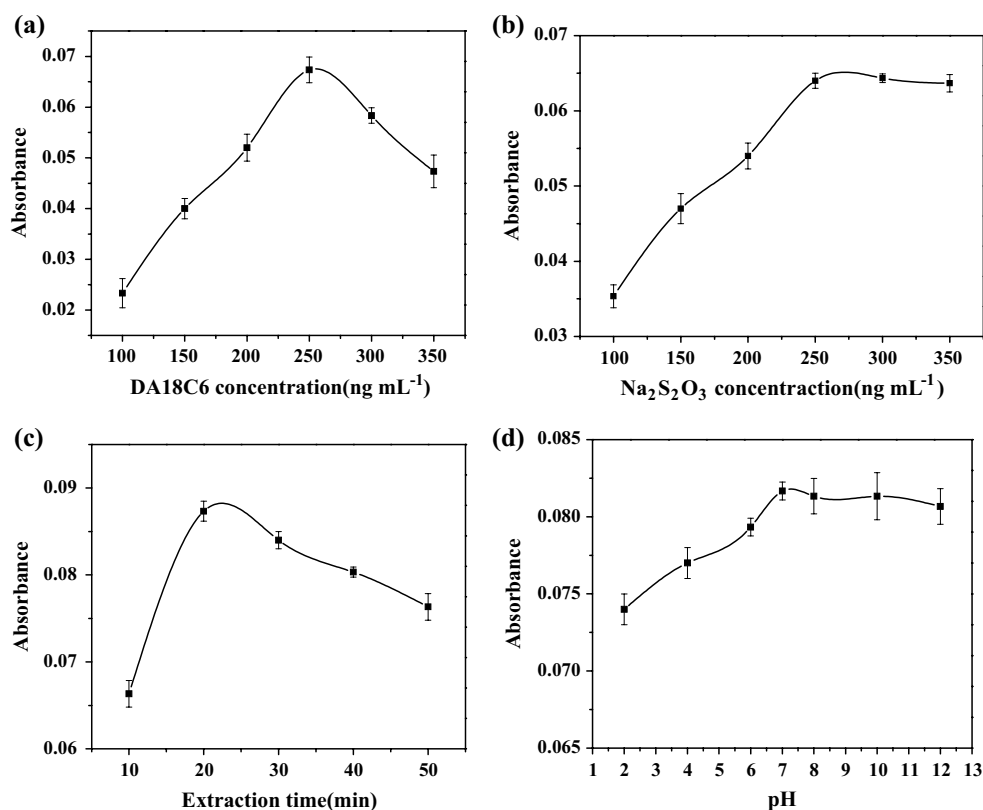 (a)
0.07
0.06
0.05
0.04
0.03
0.02
Absorbance
100 150 200 250 300 350
DA18C6 concentration(ng mL⁻¹)
(b)
0.07
0.06
0.05
0.04
0.03
Absorbance
100 150 200 250 300 350
Na₂S₂O₃ concentraction(ng mL⁻¹)
(c)
0.09
0.08
0.07
0.06
Absorbance
10 20 30 40 50
Extraction time(min)
(d)
0.085
0.080
0.075
0.070
0.065
Absorbance
1 2 3 4 5 6 7 8 9 10 11 12 13
pH